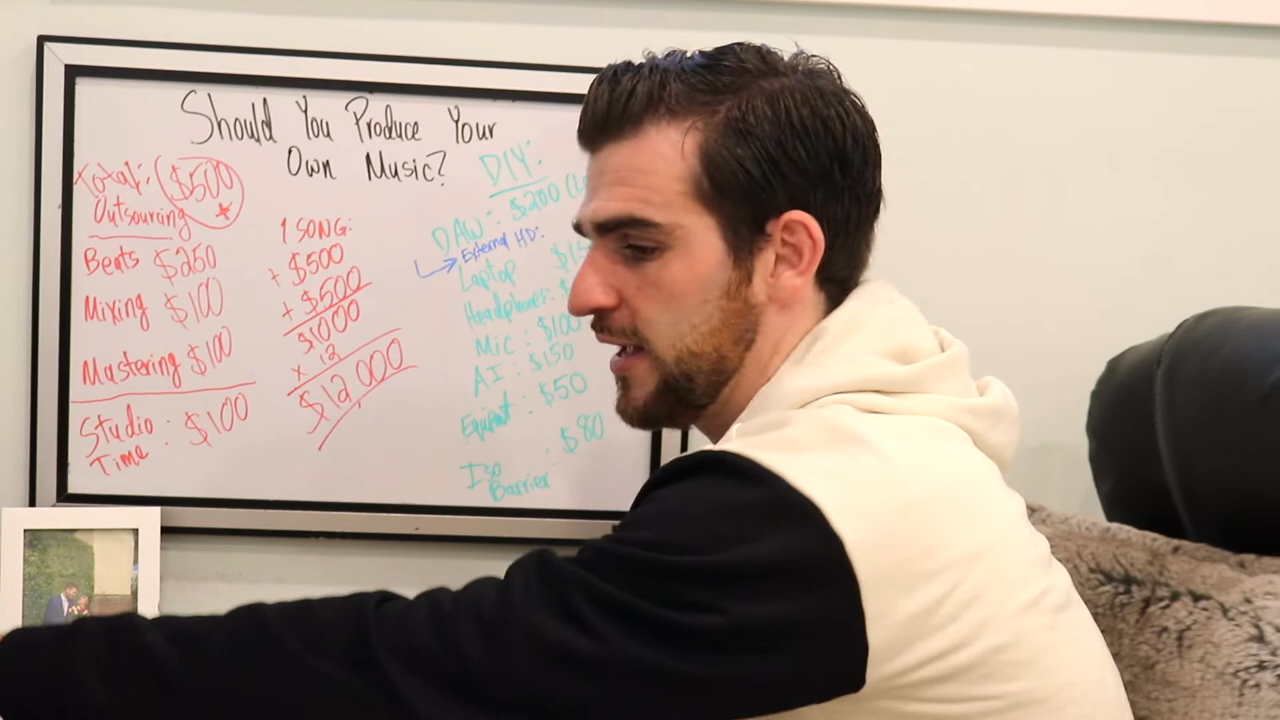 Should You Produce Your
Own Music?
Total: $500
Outsourcing
Beats $250
Mixing $100
Mastering $100
Studio : $100
Time
1 SONG:
+ $500
+ $500
$1000
x 12
$12,000
DIY:
DAW: $200
External HD:
Laptop
Headphones:
Mic : $100
AI : $150
Equipmt : $50
Iso : $80
Barrier